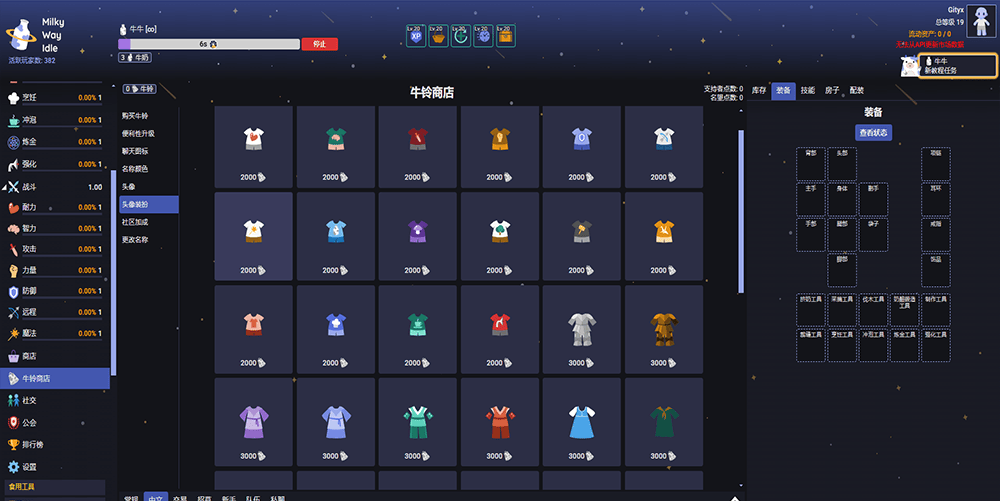 Milky
Way
Idle
活跃玩家数: 382
牛牛 [∞]
6s
停止
3 牛奶
Lv.20
Lv.20
Lv.20
Lv.20
Lv.20
XP
Gityx
总等级 19
流动资产: 0 / 0
无法从API更新市场数据
牛牛
新教程任务
烹饪 0.00% 1
冲泡 0.00% 1
炼金 0.00% 1
强化 0.00% 1
战斗 1.00
耐力 0.00% 1
智力 0.00% 1
攻击 0.00% 1
力量 0.00% 1
防御 0.00% 1
远程 0.00% 1
魔法 0.00% 1
商店
牛铃商店
社交
公会
排行榜
设置
食用工具
0 牛铃
购买牛铃
便利性升级
聊天图标
名称颜色
头像
头像装扮
社区加成
更改名称
牛铃商店
支持者点数: 0
名望点数: 0
2000 2000 2000 2000 2000 2000
2000 2000 2000 2000 2000 2000
2000 2000 2000 2000 3000 3000
3000 3000 3000 3000 3000 3000
常规 中文 交易 招募 新手 队伍 私聊
库存 装备 技能 房子 配装
装备
查看状态
背部 头部 项链
主手 身体 副手 耳环
手部 腿部 袋子 戒指
脚部 饰品
挤奶工具 采摘工具 伐木工具 奶酪锻造工具 制作工具
缝纫工具 烹饪工具 冲泡工具 炼金工具 强化工具